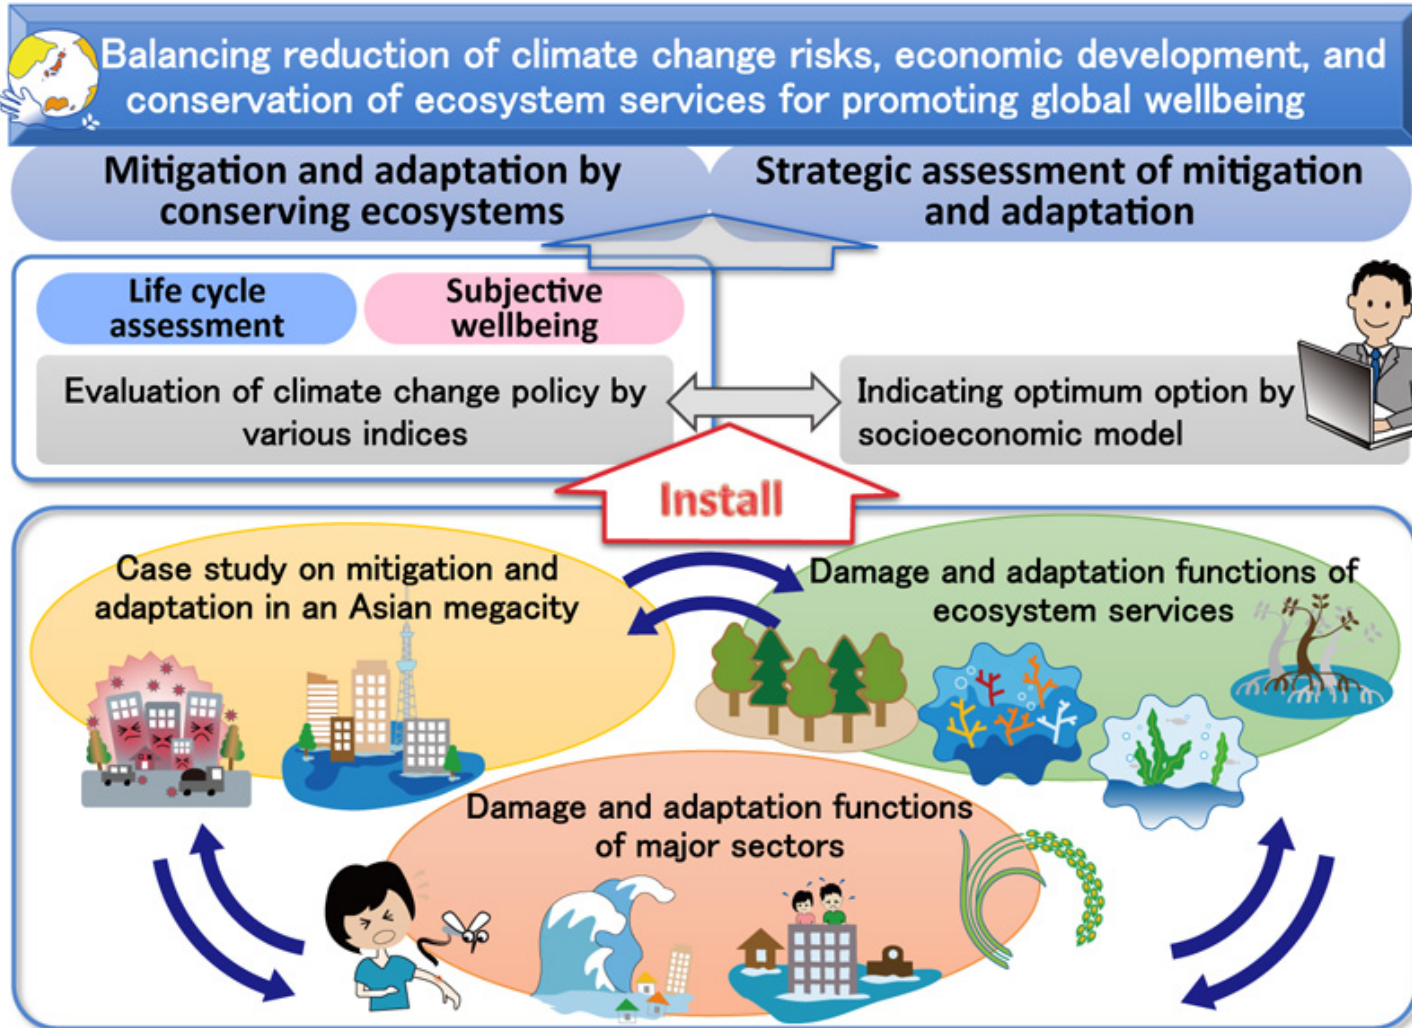 Balancing reduction of climate change risks, economic development, and
conservation of ecosystem services for promoting global wellbeing
Mitigation and adaptation by
conserving ecosystems
Strategic assessment of mitigation
and adaptation
Life cycle
assessment
Subjective
wellbeing
Evaluation of climate change policy by
various indices
Indicating optimum option by
socioeconomic model
Install
Case study on mitigation and
adaptation in an Asian megacity
Damage and adaptation functions of
ecosystem services
Damage and adaptation functions
of major sectors